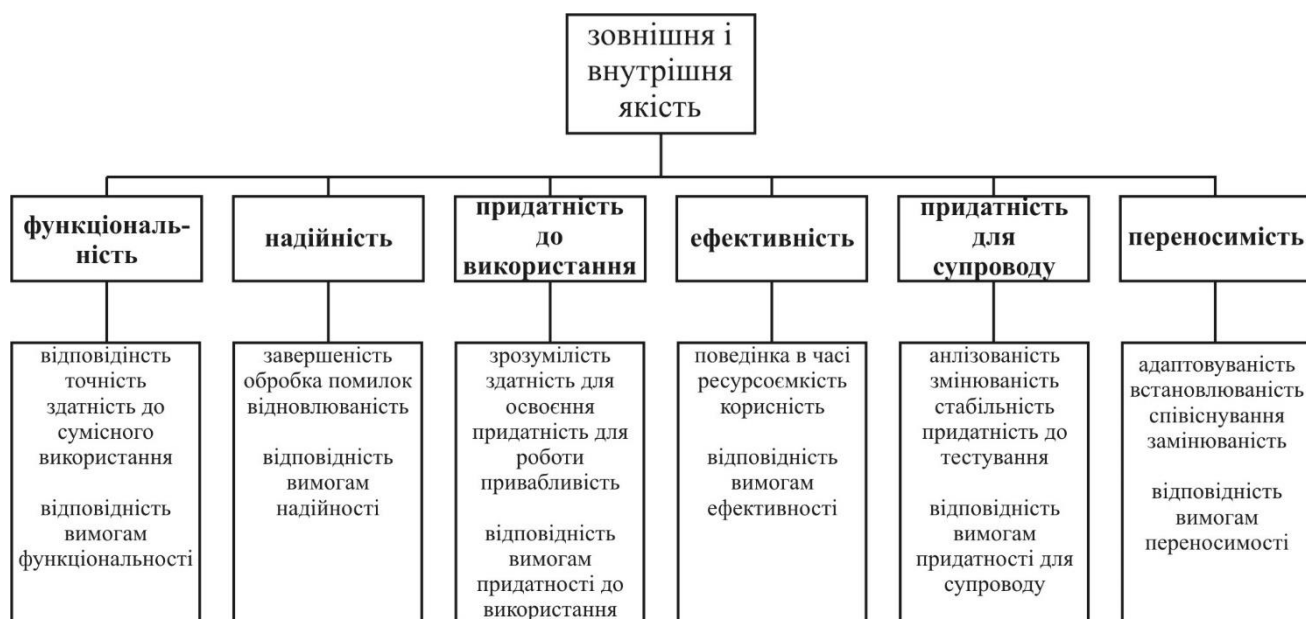 зовнішня і
внутрішня
якість
функціональ-
ність
надійність
придатність
до
використання
ефективність
придатність
для
супроводу
переносимість
відповідінсть
точність
здатність до
сумісного
використання
відповідність
вимогам
функціональності
завершеність
обробка помилок
відновлюваність
відповідність
вимогам
надійності
зрозумілість
здатність для
освоєння
придатність для
роботи
привабливість
відповідність
вимогам
придатності до
використання
поведінка в часі
ресурсоємкість
корисність
відповідність
вимогам
ефективності
анлізованість
змінюваність
стабільність
придатність до
тестування
відповідність
вимогам
придатності для
супроводу
адаптовуваність
встановлюваність
співіснування
замінюваність
відповідність
вимогам
переносимості